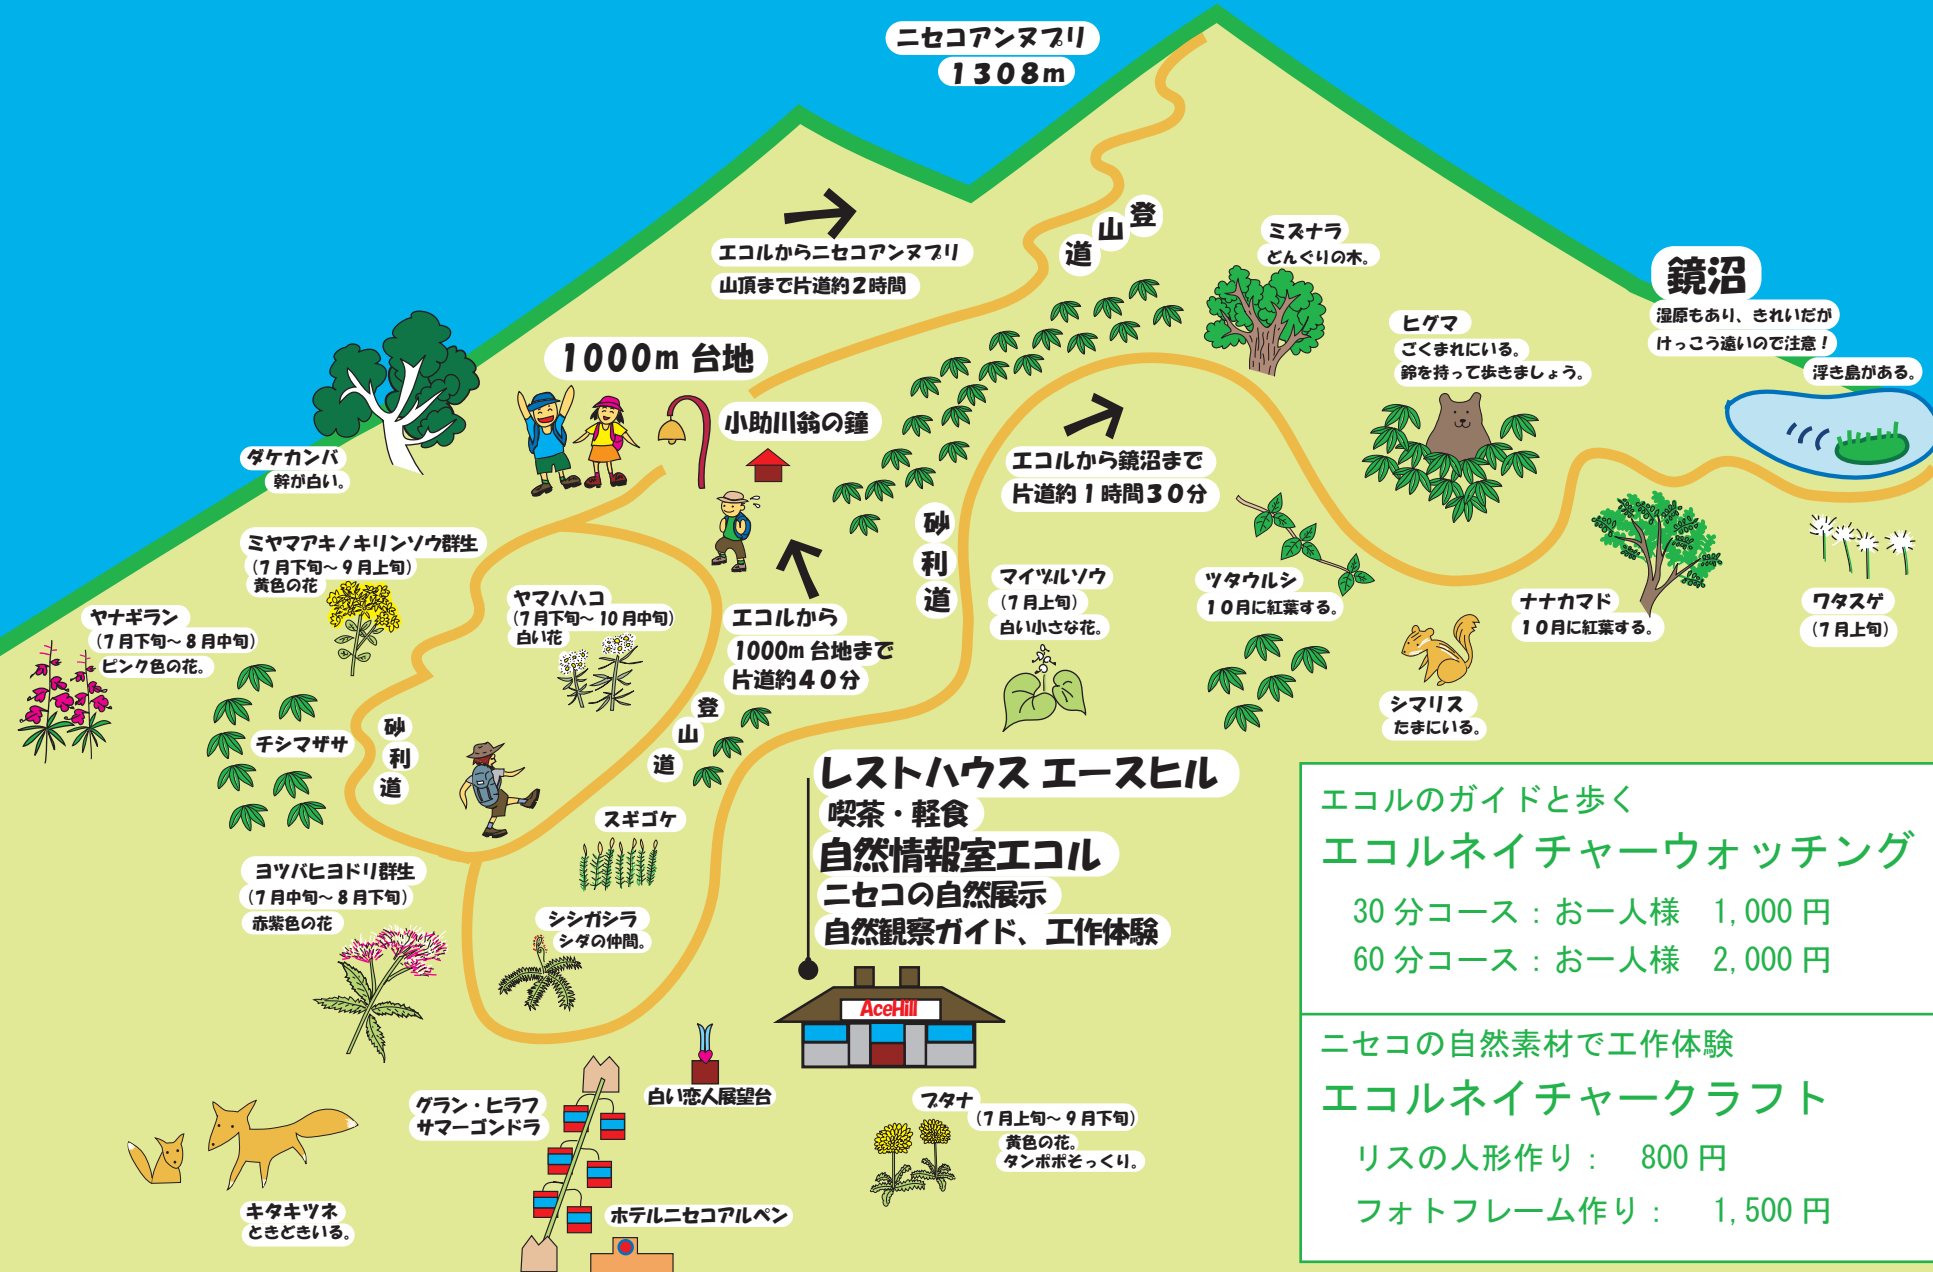 ニセコアンヌプリ
1308m
エコルからニセコアンヌプリ
山頂まで片道約2時間
登山道
ミズナラ
どんぐりの木。
鏡沼
湿原もあり、きれいだが
けっこう遠いので注意！
浮き島がある。
ヒグマ
ごくまれにいる。
鈴を持って歩きましょう。
1000m 台地
小助川翁の鐘
ダケカンバ
幹が白い。
エコルから鏡沼まで
片道約1時間30分
砂利道
ミヤマアキノキリンソウ群生
(7月下旬～9月上旬)
黄色の花
ヤナギラン
(7月下旬～8月中旬)
ピンク色の花。
ヤマハハコ
(7月下旬～10月中旬)
白い花
エコルから
1000m 台地まで
片道約40分
マイヅルソウ
(7月上旬)
白い小さな花。
ツタウルシ
10月に紅葉する。
ナナカマド
10月に紅葉する。
ワタスゲ
(7月上旬)
シマリス
たまにいる。
チシマザサ
砂利道
登山道
スギゴケ
ヨツバヒヨドリ群生
(7月中旬～8月下旬)
赤紫色の花
シシガシラ
シダの仲間。
レストハウス エースヒル
喫茶・軽食
自然情報室エコル
ニセコの自然展示
自然観察ガイド、工作体験
AceHill
白い恋人展望台
グラン・ヒラフ
サマーゴンドラ
ブタナ
(7月上旬～9月下旬)
黄色の花。
タンポポそっくり。
キタキツネ
ときどきいる。
ホテルニセコアルペン
エコルのガイドと歩く
エコルネイチャーウォッチング
30分コース：お一人様 1,000円
60分コース：お一人様 2,000円
ニセコの自然素材で工作体験
エコルネイチャークラフト
リスの人形作り： 800円
フォトフレーム作り： 1,500円